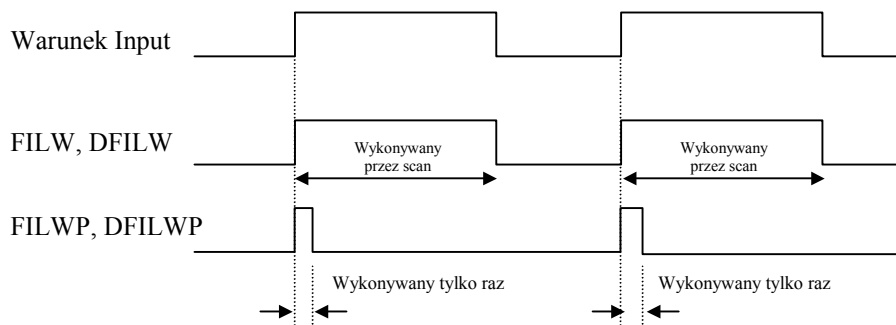 Warunek Input
FILW, DFILW
Wykonywany
przez scan
Wykonywany
przez scan
FILWP, DFILWP
Wykonywany tylko raz
Wykonywany tylko raz